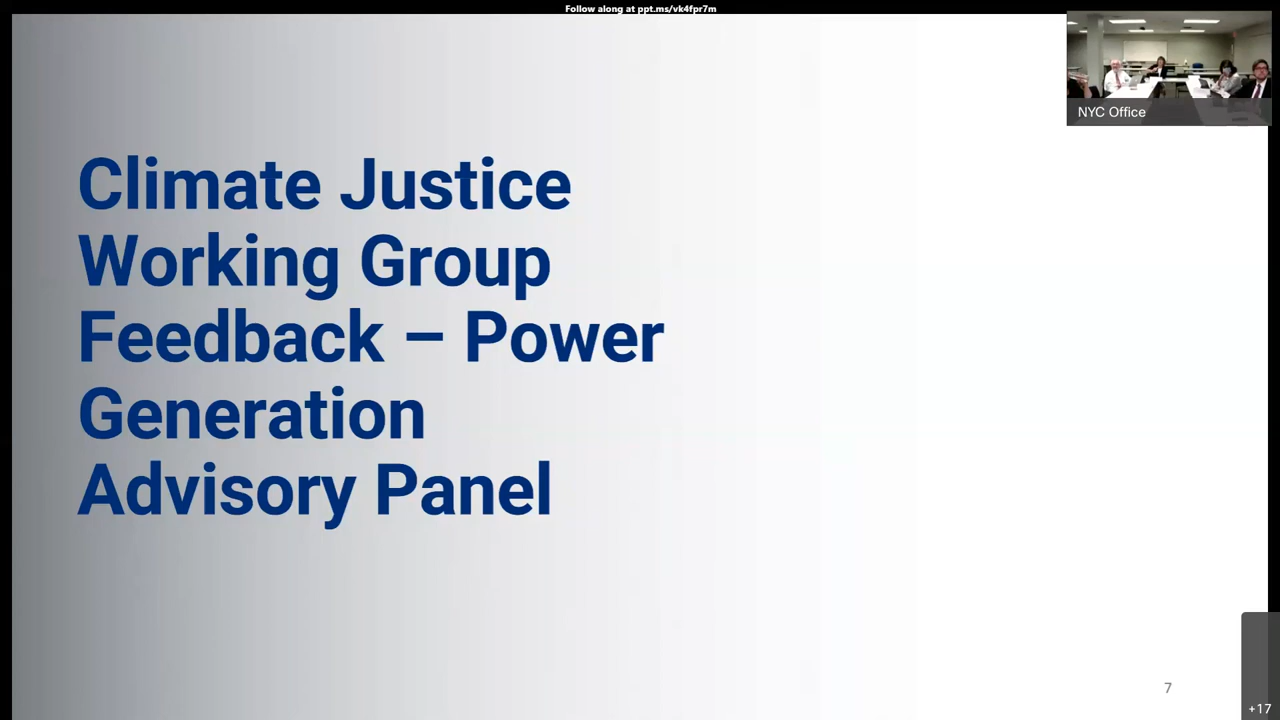 Follow along at ppt.ms/vk4fpr7m
NYC Office
Climate Justice
Working Group
Feedback – Power
Generation
Advisory Panel
7
+17